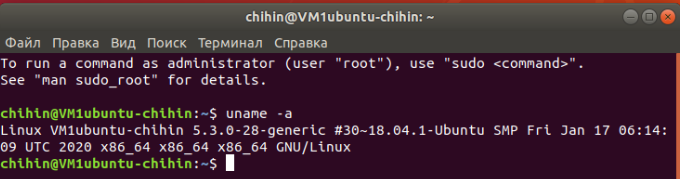 chihin@VM1ubuntu-chihin: ~
Файл Правка Вид Поиск Терминал Справка
To run a command as administrator (user "root"), use "sudo <command>".
See "man sudo_root" for details.
chihin@VM1ubuntu-chihin:~$ uname -a
Linux VM1ubuntu-chihin 5.3.0-28-generic #30~18.04.1-Ubuntu SMP Fri Jan 17 06:14:
09 UTC 2020 x86_64 x86_64 x86_64 GNU/Linux
chihin@VM1ubuntu-chihin:~$